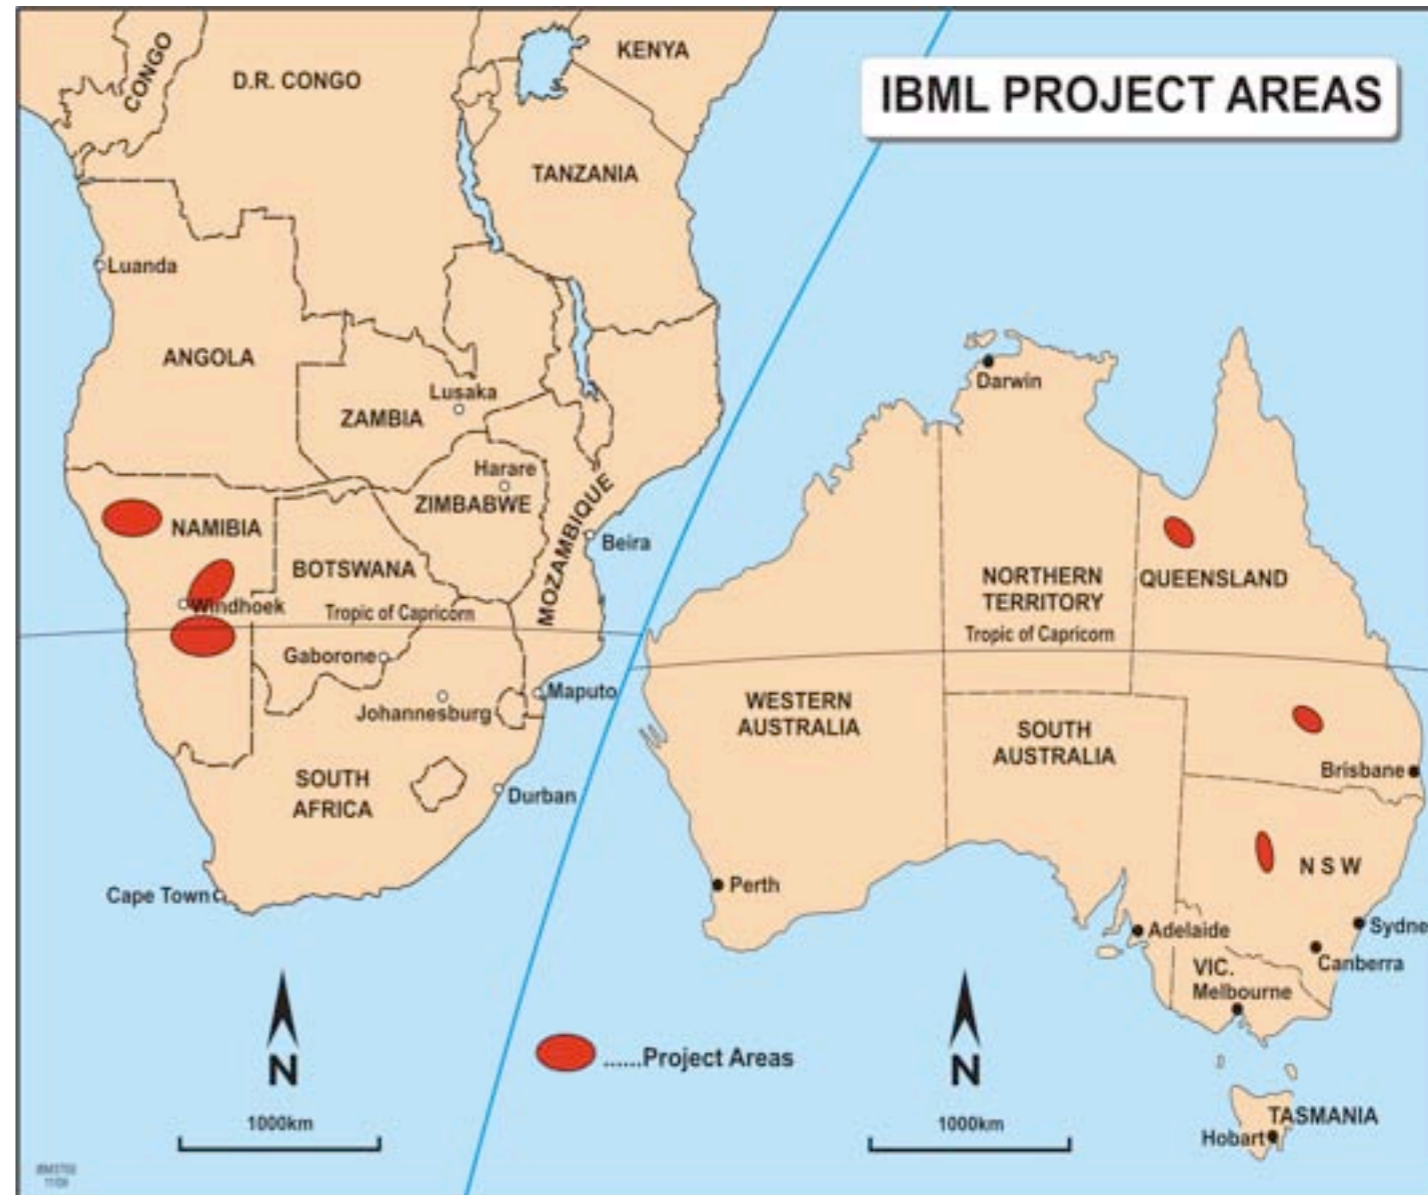 IBML PROJECT AREAS
CONGO
D.R. CONGO
KENYA
TANZANIA
Luanda
ANGOLA
Lusaka
ZAMBIA
Harare
ZIMBABWE
MOZAMBIQUE
Beira
NAMIBIA
BOTSWANA
Windhoek
Tropic of Capricorn
Gaborone
Maputo
Johannesburg
SOUTH
AFRICA
Durban
Cape Town
N
1000km
Darwin
NORTHERN
TERRITORY
QUEENSLAND
Tropic of Capricorn
WESTERN
AUSTRALIA
SOUTH
AUSTRALIA
Brisbane
N S W
Perth
Adelaide
Sydne
Canberra
VIC.
Melbourne
N
1000km
TASMANIA
Hobart
......Project Areas